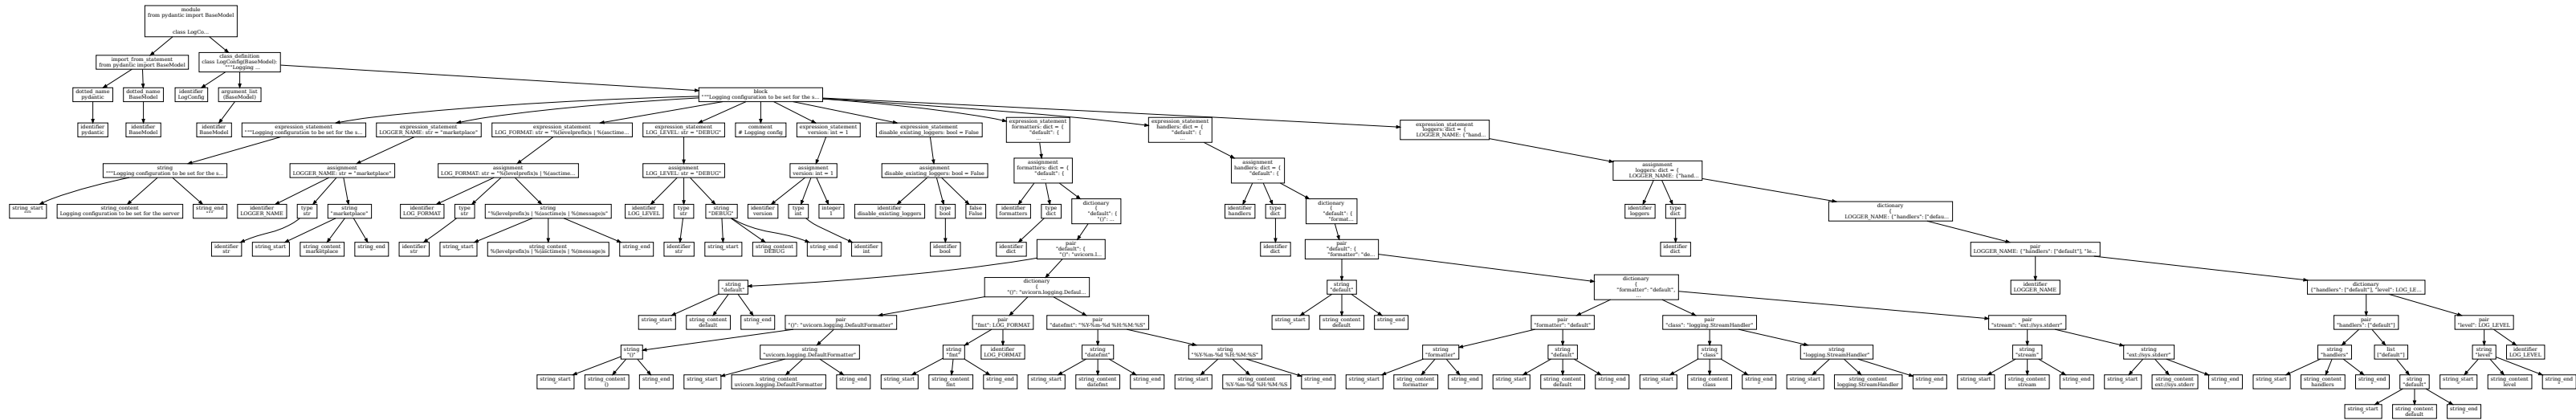 module
from pydantic import BaseModel
class LogCo...
import_from_statement
from pydantic import BaseModel
class_definition
class LogConfig(BaseModel):
"""Logging ...
dotted_name
pydantic
dotted_name
BaseModel
identifier
LogConfig
argument_list
(BaseModel)
block
"""Logging configuration to be set for the s...
identifier
pydantic
identifier
BaseModel
identifier
BaseModel
expression_statement
"""Logging configuration to be set for the s...
expression_statement
LOGGER_NAME: str = "marketplace"
expression_statement
LOG_FORMAT: str = "%(levelprefix)s | %(asctime...
expression_statement
LOG_LEVEL: str = "DEBUG"
comment
# Logging config
expression_statement
version: int = 1
expression_statement
disable_existing_loggers: bool = False
expression_statement
formatters: dict = {
"default": {
...
expression_statement
handlers: dict = {
"default": {
...
expression_statement
loggers: dict = {
LOGGER_NAME: {"hand...
string
"""Logging configuration to be set for the s...
assignment
LOGGER_NAME: str = "marketplace"
assignment
LOG_FORMAT: str = "%(levelprefix)s | %(asctime...
assignment
LOG_LEVEL: str = "DEBUG"
assignment
version: int = 1
assignment
disable_existing_loggers: bool = False
assignment
formatters: dict = {
"default": {
...
assignment
handlers: dict = {
"default": {
...
assignment
loggers: dict = {
LOGGER_NAME: {"hand...
string_start
"""
string_content
Logging configuration to be set for the server
string_end
"""
identifier
LOGGER_NAME
type
str
string
"marketplace"
identifier
LOG_FORMAT
type
str
string
"%(levelprefix)s | %(asctime)s | %(message)s"
identifier
LOG_LEVEL
type
str
string
"DEBUG"
identifier
version
type
int
integer
1
identifier
disable_existing_loggers
type
bool
false
False
identifier
formatters
type
dict
dictionary
{
"default": {
"()": ...
identifier
handlers
type
dict
dictionary
{
"default": {
"format...
identifier
loggers
type
dict
dictionary
{
LOGGER_NAME: {"handlers": ["defau...
identifier
str
string_start
"
string_content
marketplace
string_end
"
identifier
str
string_start
"
string_content
%(levelprefix)s | %(asctime)s | %(message)s
string_end
"
identifier
str
string_start
"
string_content
DEBUG
string_end
"
identifier
int
identifier
bool
identifier
dict
pair
"default": {
"()": "uvicorn.l...
identifier
dict
pair
"default": {
"formatter": "de...
identifier
dict
pair
LOGGER_NAME: {"handlers": ["default"], "le...
string
"default"
dictionary
{
"()": "uvicorn.logging.Defaul...
string
"default"
dictionary
{
"formatter": "default",
...
identifier
LOGGER_NAME
dictionary
{"handlers": ["default"], "level": LOG_LE...
string_start
"
string_content
default
string_end
"
pair
"()": "uvicorn.logging.DefaultFormatter"
pair
"fmt": LOG_FORMAT
pair
"datefmt": "%Y-%m-%d %H:%M:%S"
string_start
"
string_content
default
string_end
"
pair
"formatter": "default"
pair
"class": "logging.StreamHandler"
pair
"stream": "ext://sys.stderr"
pair
"handlers": ["default"]
pair
"level": LOG_LEVEL
string
"()"
string
"uvicorn.logging.DefaultFormatter"
string
"fmt"
identifier
LOG_FORMAT
string
"datefmt"
string
"%Y-%m-%d %H:%M:%S"
string
"formatter"
string
"default"
string
"class"
string
"logging.StreamHandler"
string
"stream"
string
"ext://sys.stderr"
string
"handlers"
list
["default"]
string
"level"
identifier
LOG_LEVEL
string_start
"
string_content
()
string_end
"
string_start
"
string_content
uvicorn.logging.DefaultFormatter
string_end
"
string_start
"
string_content
fmt
string_end
"
string_start
"
string_content
datefmt
string_end
"
string_start
"
string_content
%Y-%m-%d %H:%M:%S
string_end
"
string_start
"
string_content
formatter
string_end
"
string_start
"
string_content
default
string_end
"
string_start
"
string_content
class
string_end
"
string_start
"
string_content
logging.StreamHandler
string_end
"
string_start
"
string_content
stream
string_end
"
string_start
"
string_content
ext://sys.stderr
string_end
"
string_start
"
string_content
handlers
string_end
"
string
"default"
string_start
"
string_content
level
string_end
"
string_start
"
string_content
default
string_end
"